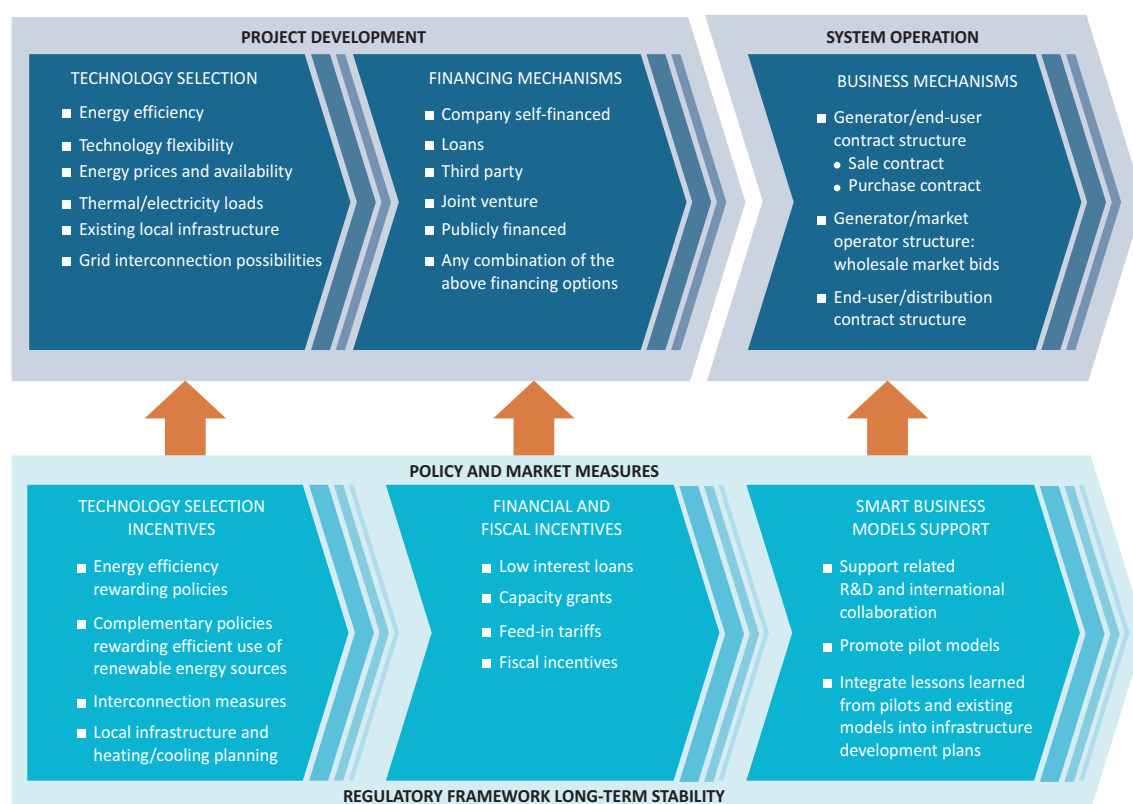 PROJECT DEVELOPMENT
TECHNOLOGY SELECTION
Energy efficiency
Technology flexibility
Energy prices and availability
Thermal/electricity loads
Existing local infrastructure
Grid interconnection possibilities
FINANCING MECHANISMS
Company self-financed
Loans
Third party
Joint venture
Publicly financed
Any combination of the
above financing options
SYSTEM OPERATION
BUSINESS MECHANISMS
Generator/end-user
contract structure
Sale contract
Purchase contract
Generator/market
operator structure:
wholesale market bids
End-user/distribution
contract structure
POLICY AND MARKET MEASURES
TECHNOLOGY SELECTION
INCENTIVES
Energy efficiency
rewarding policies
Complementary policies
rewarding efficient use of
renewable energy sources
Interconnection measures
Local infrastructure and
heating/cooling planning
FINANCIAL AND
FISCAL INCENTIVES
Low interest loans
Capacity grants
Feed-in tariffs
Fiscal incentives
SMART BUSINESS
MODELS SUPPORT
Support related
R&D and international
collaboration
Promote pilot models
Integrate lessons learned
from pilots and existing
models into infrastructure
development plans
REGULATORY FRAMEWORK LONG-TERM STABILITY